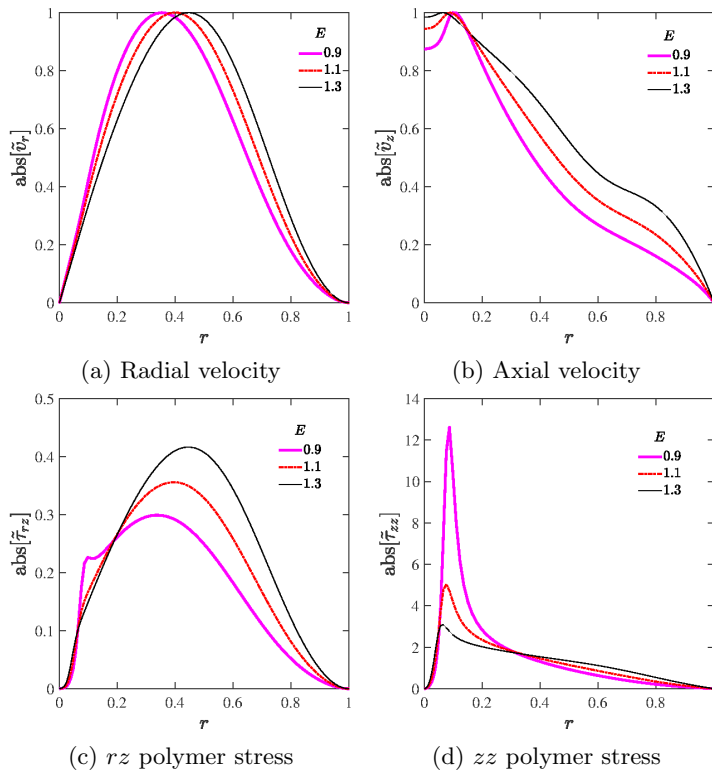 1
0.8
0.6
0.4
0.2
0
0 0.2 0.4 0.6 0.8 1
abs[ṽ_r]
r
E
0.9
1.1
1.3
(a) Radial velocity
1
0.8
0.6
0.4
0.2
0
0 0.2 0.4 0.6 0.8
abs[ṽ_z]
r
E
0.9
1.1
1.3
(b) Axial velocity
0.5
0.4
0.3
0.2
0.1
0
0 0.2 0.4 0.6 0.8 1
abs[τ̃_rz]
r
E
0.9
1.1
1.3
(c) rz polymer stress
14
12
10
8
6
4
2
0
0 0.2 0.4 0.6 0.8
abs[τ̃_zz]
r
E
0.9
1.1
1.3
(d) zz polymer stress